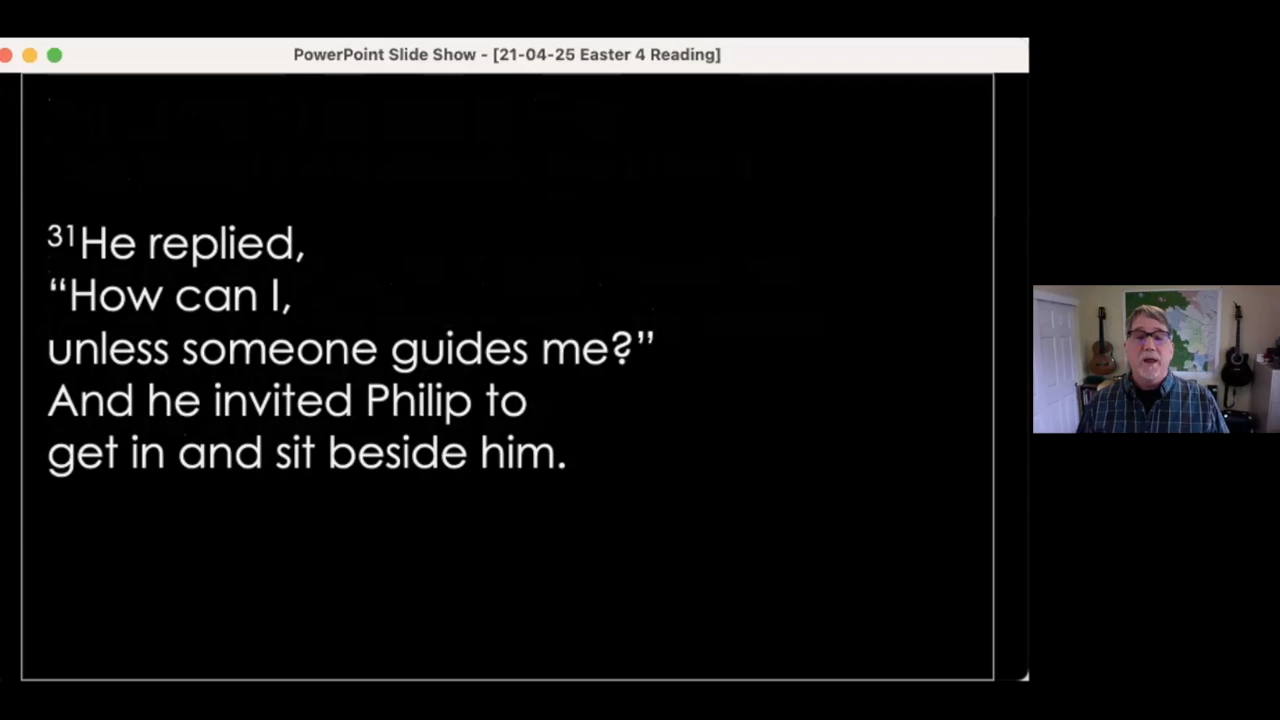 PowerPoint Slide Show - [21-04-25 Easter 4 Reading]
31He replied,
“How can I,
unless someone guides me?”
And he invited Philip to
get in and sit beside him.